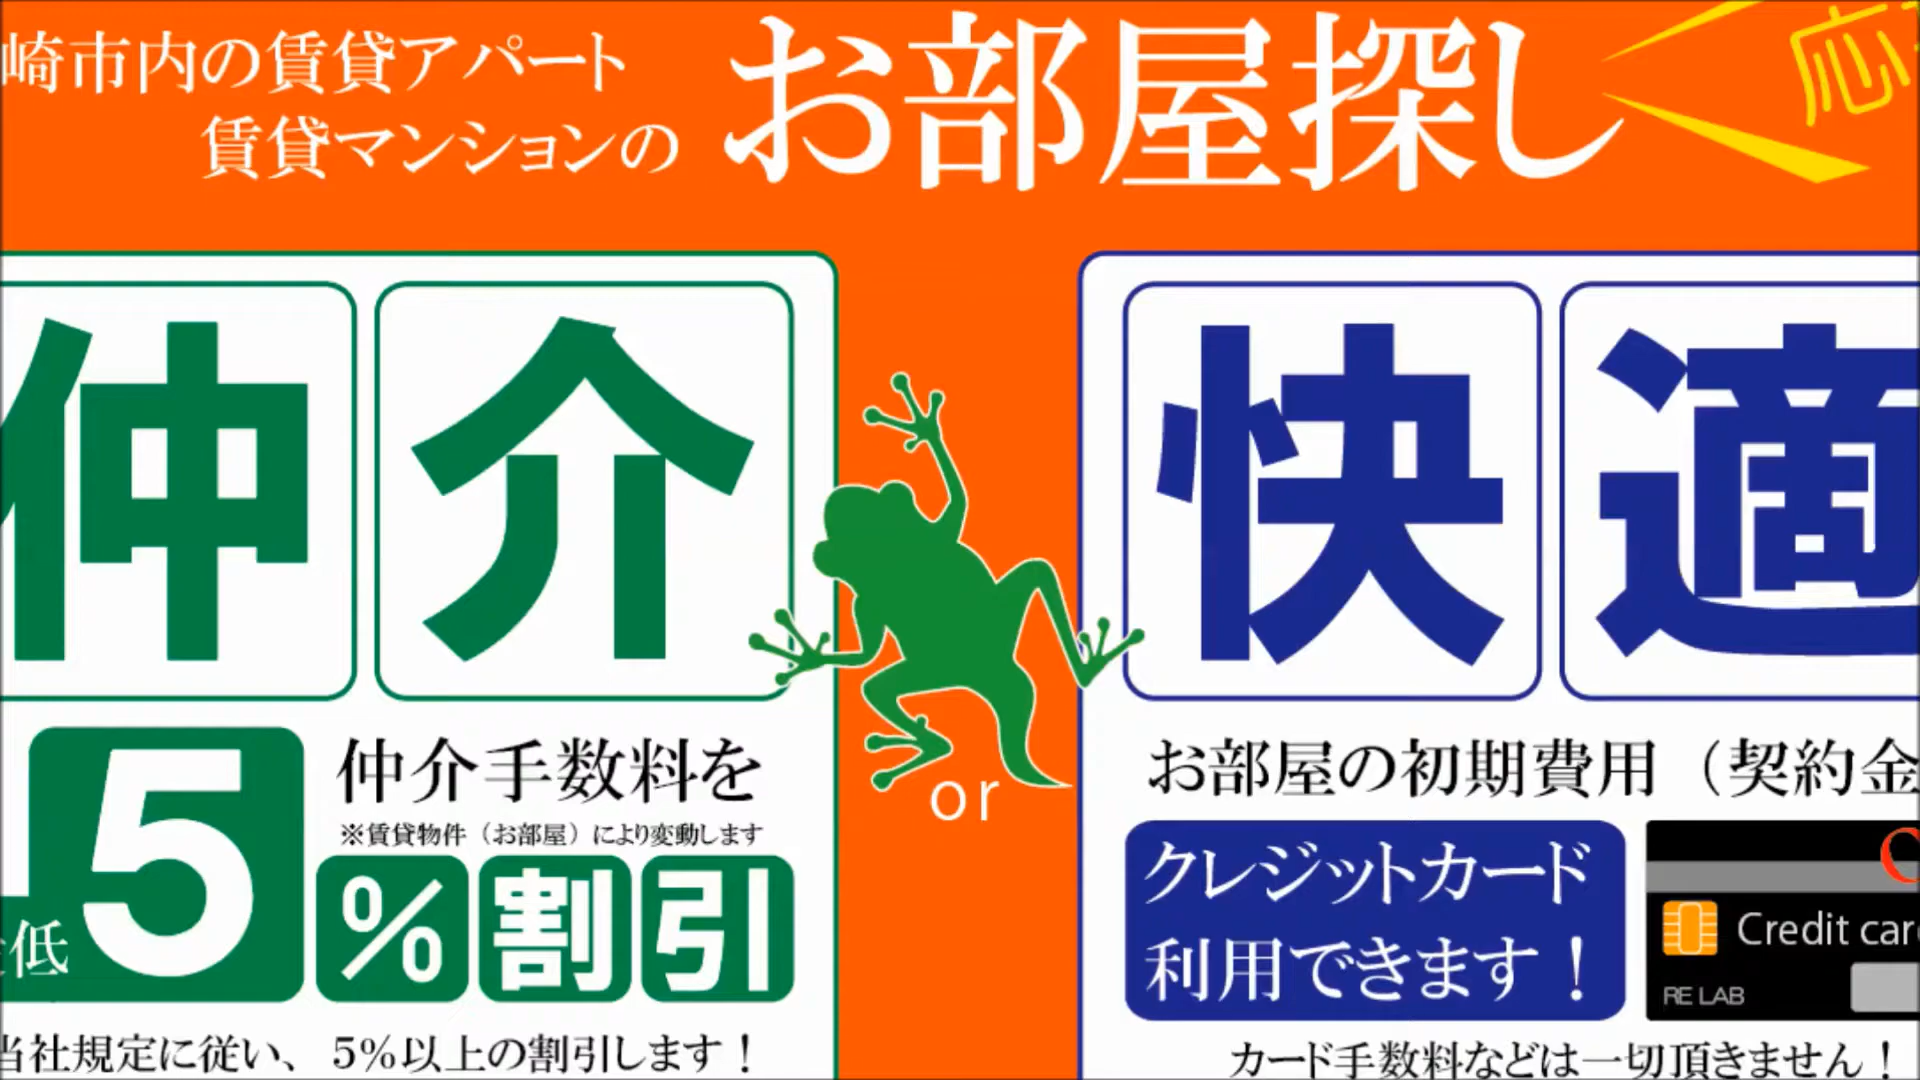 崎市内の賃貸アパート
賃貸マンションの
お部屋探し
応
仲介
快適
仲介手数料を
※賃貸物件（お部屋）により変動します
低
5
%割引
当社規定に従い、5%以上の割引します！
or
お部屋の初期費用（契約金
クレジットカード
利用できます！
Credit card
RE LAB
カード手数料などは一切頂きません！